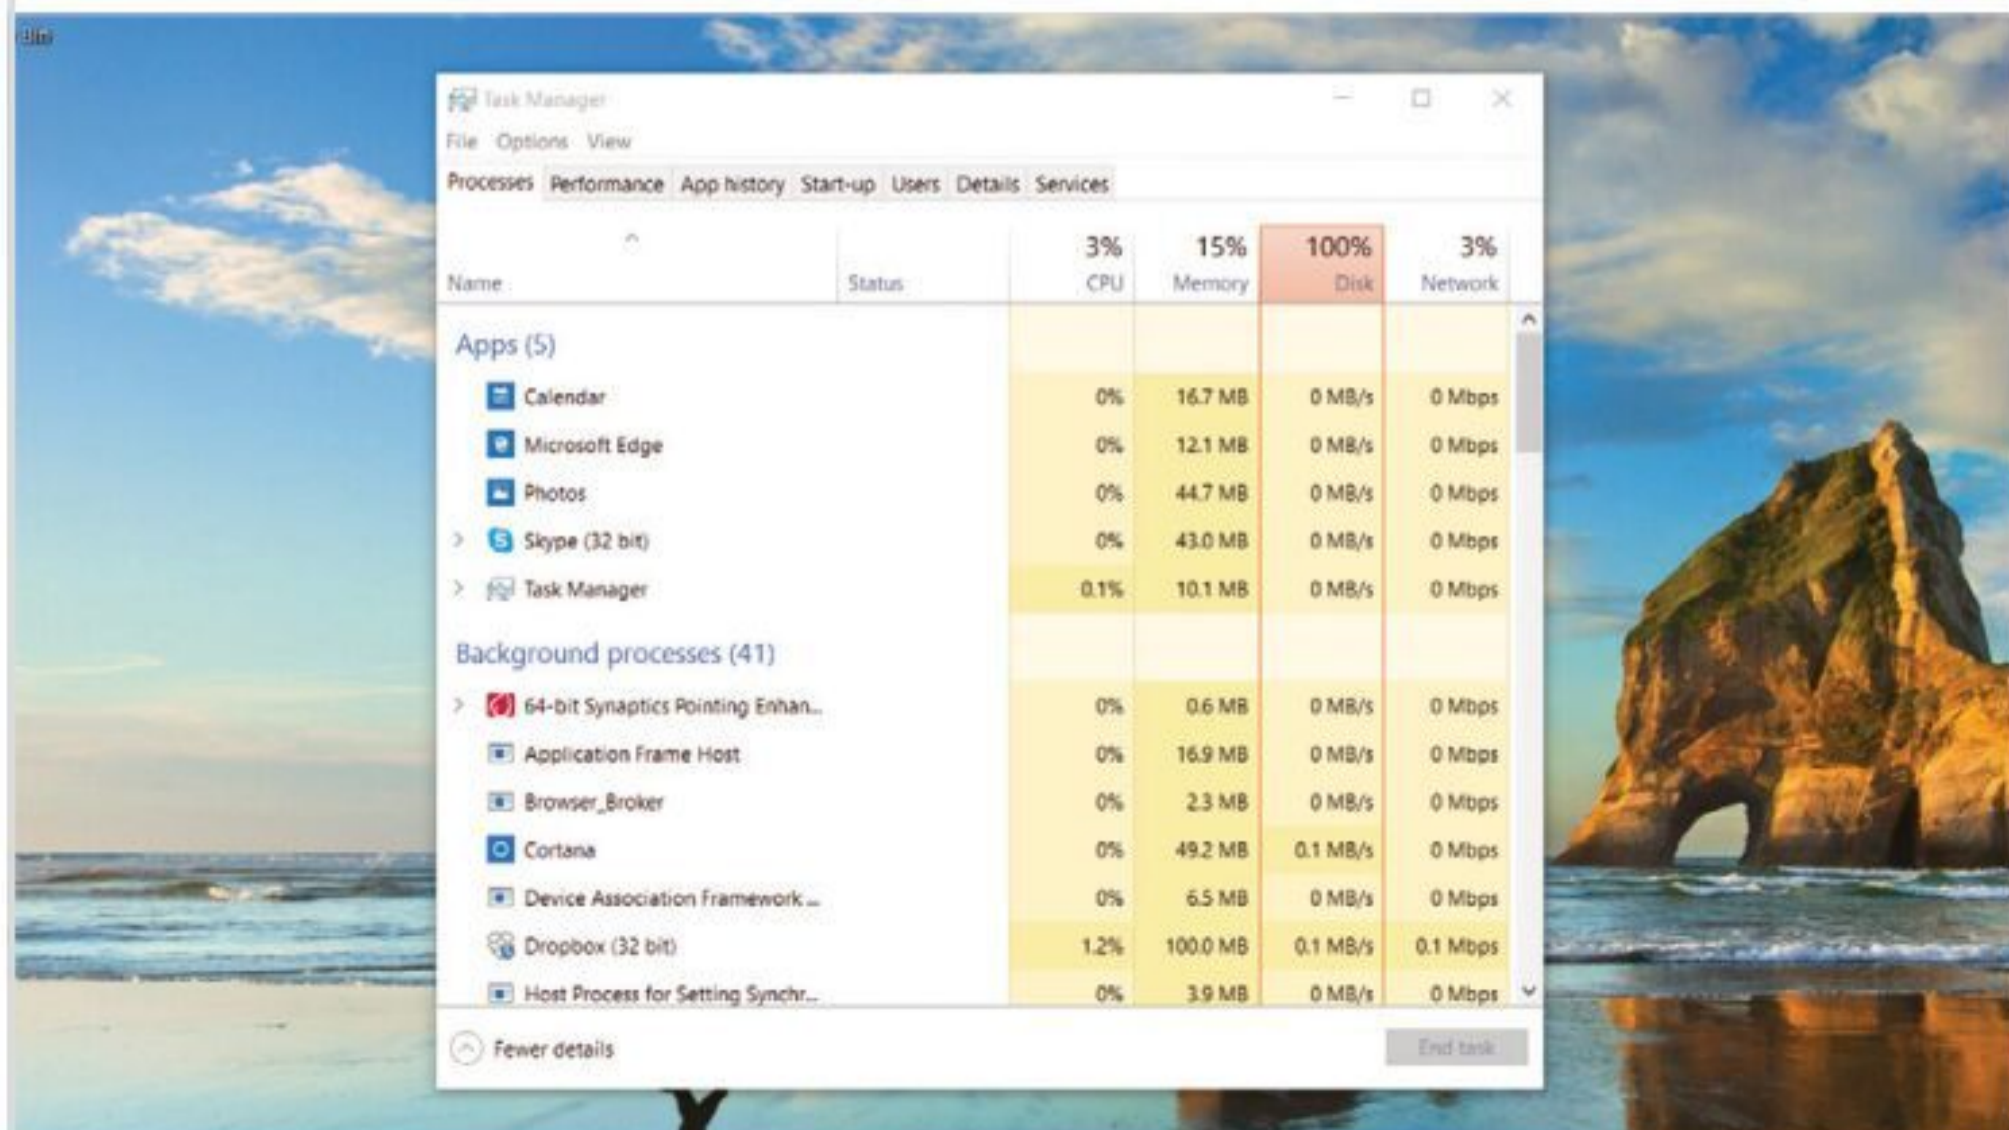 Bin
Task Manager
File Options View
Processes Performance App history Start-up Users Details Services
3% 15% 100% 3%
Name Status CPU Memory Disk Network
Apps (5)
Calendar 0% 16.7 MB 0 MB/s 0 Mbps
Microsoft Edge 0% 12.1 MB 0 MB/s 0 Mbps
Photos 0% 44.7 MB 0 MB/s 0 Mbps
Skype (32 bit) 0% 43.0 MB 0 MB/s 0 Mbps
Task Manager 0.1% 10.1 MB 0 MB/s 0 Mbps
Background processes (41)
64-bit Synaptics Pointing Enhan... 0% 0.6 MB 0 MB/s 0 Mbps
Application Frame Host 0% 16.9 MB 0 MB/s 0 Mbps
Browser_Broker 0% 2.3 MB 0 MB/s 0 Mbps
Cortana 0% 49.2 MB 0.1 MB/s 0 Mbps
Device Association Framework ... 0% 6.5 MB 0 MB/s 0 Mbps
Dropbox (32 bit) 1.2% 100.0 MB 0.1 MB/s 0.1 Mbps
Host Process for Setting Synchr... 0% 3.9 MB 0 MB/s 0 Mbps
Fewer details End task